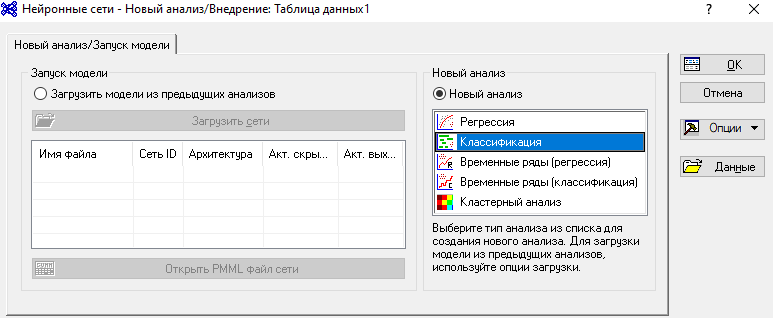 Нейронные сети - Новый анализ/Внедрение: Таблица данных1
?
Новый анализ/Запуск модели
Запуск модели
Загрузить модели из предыдущих анализов
Загрузить сети
Имя файла Сеть ID Архитектура Акт. скры... Акт. вых...
Открыть PMML файл сети
Новый анализ
Новый анализ
Регрессия
Классификация
Временные ряды (регрессия)
Временные ряды (классификация)
Кластерный анализ
Выберите тип анализа из списка для
создания нового анализа. Для загрузки
модели из предыдущих анализов,
используйте опции загрузки.
OK
Отмена
Опции
Данные